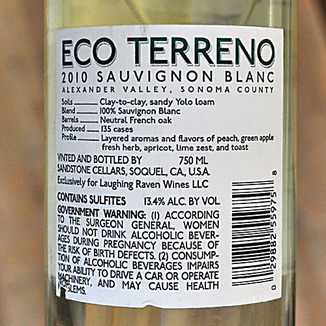 ECO TERRENO
2010 SAUVIGNON BLANC
ALEXANDER VALLEY, SONOMA COUNTY
Soils Clay-to-clay, sandy Yolo loam
Blend 100% Sauvignon Blanc
Barrels Neutral French oak
Produced 135 cases
Profile Layered aromas and flavors of peach, green apple
fresh herb, apricot, lime zest, and toast
VINTED AND BOTTLED BY 750 ML
SANDSTONE CELLARS, SOQUEL, CA., U.S.A.
Exclusively for Laughing Raven Wines LLC
CONTAINS SULFITES 13.4% ALC. BY VOL
GOVERNMENT WARNING: (1) ACCORDING
TO THE SURGEON GENERAL, WOMEN
SHOULD NOT DRINK ALCOHOLIC BEVER-
AGES DURING PREGNANCY BECAUSE OF
THE RISK OF BIRTH DEFECTS. (2) CONSUMP-
TION OF ALCOHOLIC BEVERAGES IMPAIRS
YOUR ABILITY TO DRIVE A CAR OR OPERATE
MACHINERY, AND MAY CAUSE HEALTH
PROBLEMS.
0 29882 55975 8